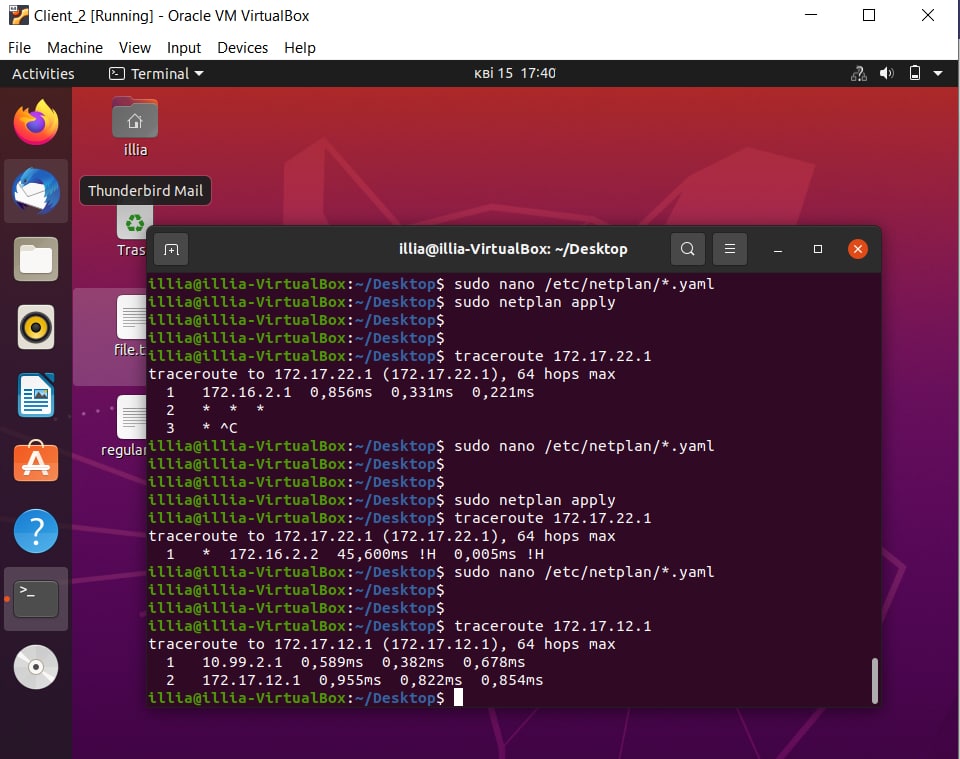 Client_2 [Running] - Oracle VM VirtualBox
File Machine View Input Devices Help
Activities Terminal кві 15 17:40
illia
Thunderbird Mail
Tras
illia@illia-VirtualBox: ~/Desktop
illia@illia-VirtualBox:~/Desktop$ sudo nano /etc/netplan/*.yaml
illia@illia-VirtualBox:~/Desktop$ sudo netplan apply
illia@illia-VirtualBox:~/Desktop$
illia@illia-VirtualBox:~/Desktop$
file.t
illia@illia-VirtualBox:~/Desktop$ traceroute 172.17.22.1
traceroute to 172.17.22.1 (172.17.22.1), 64 hops max
1 172.16.2.1 0,856ms 0,331ms 0,221ms
2 * * *
3 * ^C
regular
illia@illia-VirtualBox:~/Desktop$ sudo nano /etc/netplan/*.yaml
illia@illia-VirtualBox:~/Desktop$
illia@illia-VirtualBox:~/Desktop$
illia@illia-VirtualBox:~/Desktop$ sudo netplan apply
illia@illia-VirtualBox:~/Desktop$ traceroute 172.17.22.1
traceroute to 172.17.22.1 (172.17.22.1), 64 hops max
1 * 172.16.2.2 45,600ms !H 0,005ms !H
illia@illia-VirtualBox:~/Desktop$ sudo nano /etc/netplan/*.yaml
illia@illia-VirtualBox:~/Desktop$
illia@illia-VirtualBox:~/Desktop$
illia@illia-VirtualBox:~/Desktop$ traceroute 172.17.12.1
traceroute to 172.17.12.1 (172.17.12.1), 64 hops max
1 10.99.2.1 0,589ms 0,382ms 0,678ms
2 172.17.12.1 0,955ms 0,822ms 0,854ms
illia@illia-VirtualBox:~/Desktop$